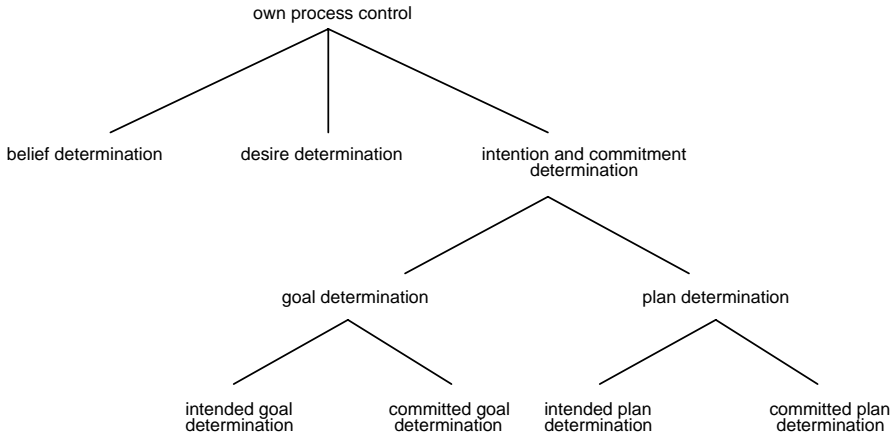 own process control
belief determination
desire determination
intention and commitment
determination
goal determination
plan determination
intended goal
determination
committed goal
determination
intended plan
determination
committed plan
determination